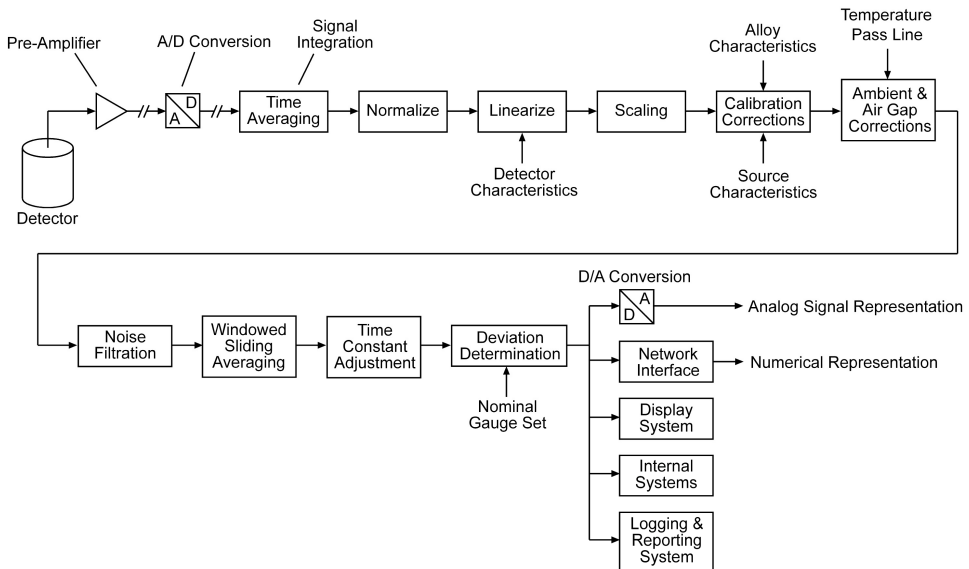 Pre-Amplifier
A/D Conversion
Signal
Integration
Alloy
Characteristics
Temperature
Pass Line
D
A
Time
Averaging
Normalize
Linearize
Scaling
Calibration
Corrections
Ambient &
Air Gap
Corrections
Detector
Detector
Characteristics
Source
Characteristics
D/A Conversion
A
D
Analog Signal Representation
Noise
Filtration
Windowed
Sliding
Averaging
Time
Constant
Adjustment
Deviation
Determination
Network
Interface
Numerical Representation
Nominal
Gauge Set
Display
System
Internal
Systems
Logging &
Reporting
System